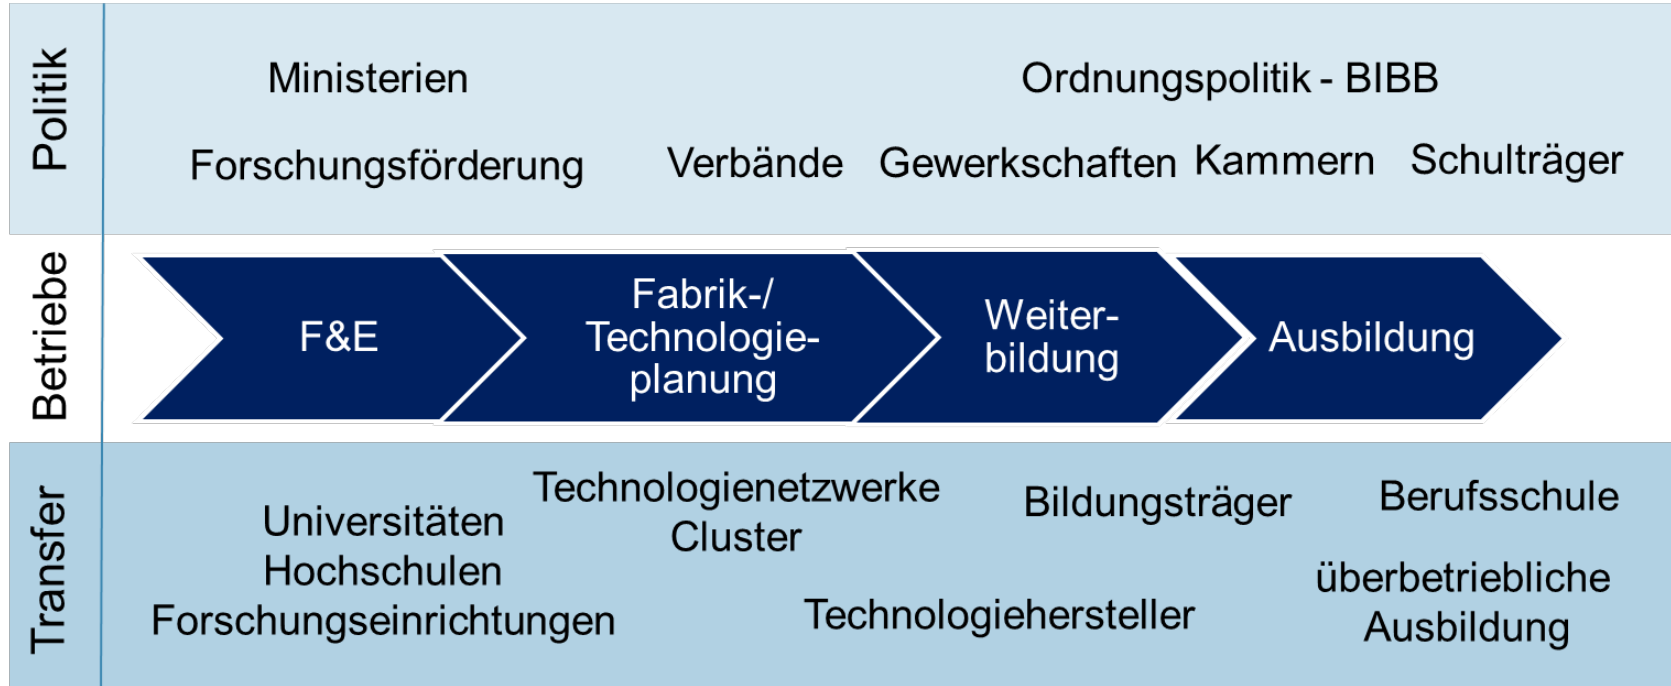 Politik
Ministerien
Ordnungspolitik - BIBB
Forschungsförderung
Verbände
Gewerkschaften
Kammern
Schulträger
Betriebe
F&E
Fabrik-/
Technologie-
planung
Weiter-
bildung
Ausbildung
Transfer
Universitäten
Hochschulen
Forschungseinrichtungen
Technologienetzwerke
Cluster
Technologiehersteller
Bildungsträger
Berufsschule
überbetriebliche
Ausbildung